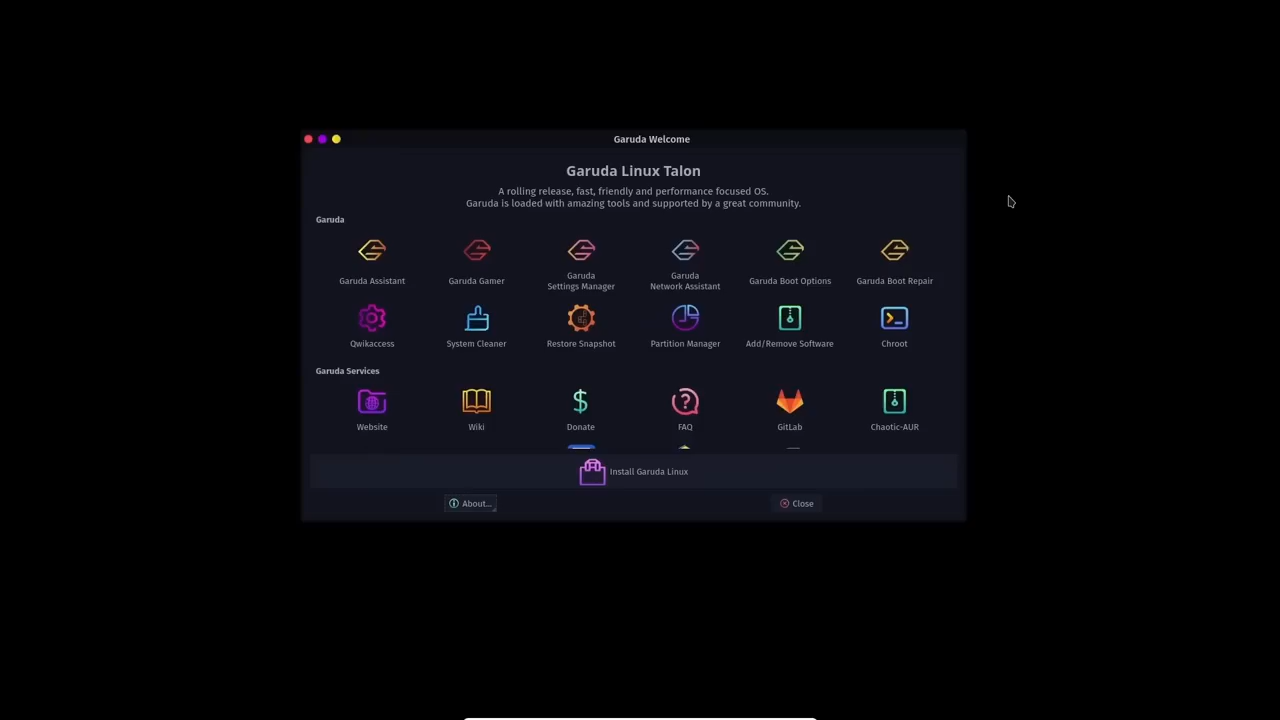 Garuda Welcome
Garuda Linux Talon
A rolling release, fast, friendly and performance focused OS.
Garuda is loaded with amazing tools and supported by a great community.
Garuda
Garuda Assistant
Garuda Gamer
Garuda
Settings Manager
Garuda
Network Assistant
Garuda Boot Options
Garuda Boot Repair
Qwikaccess
System Cleaner
Restore Snapshot
Partition Manager
Add/Remove Software
Chroot
Garuda Services
Website
Wiki
Donate
FAQ
GitLab
Chaotic-AUR
Install Garuda Linux
About...
Close